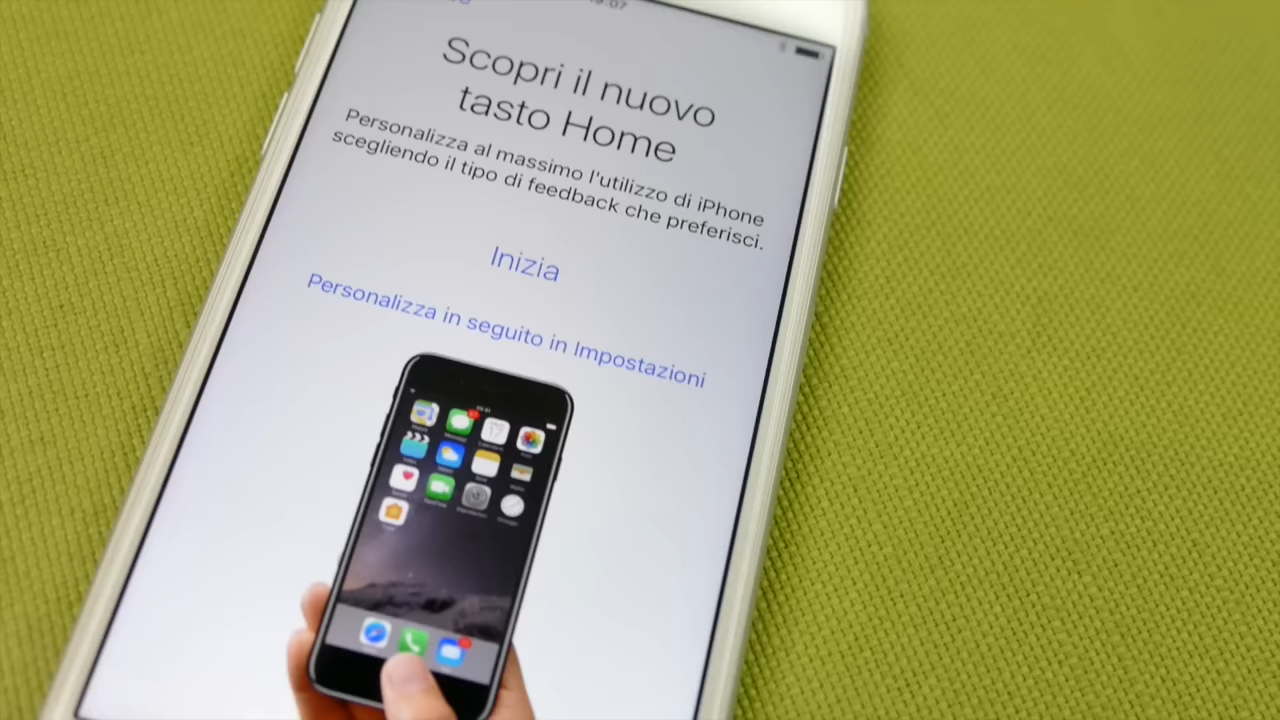 Scopri il nuovo
tasto Home
Personalizza al massimo l'utilizzo di iPhone
scegliendo il tipo di feedback che preferisci.
Inizia
Personalizza in seguito in Impostazioni
17